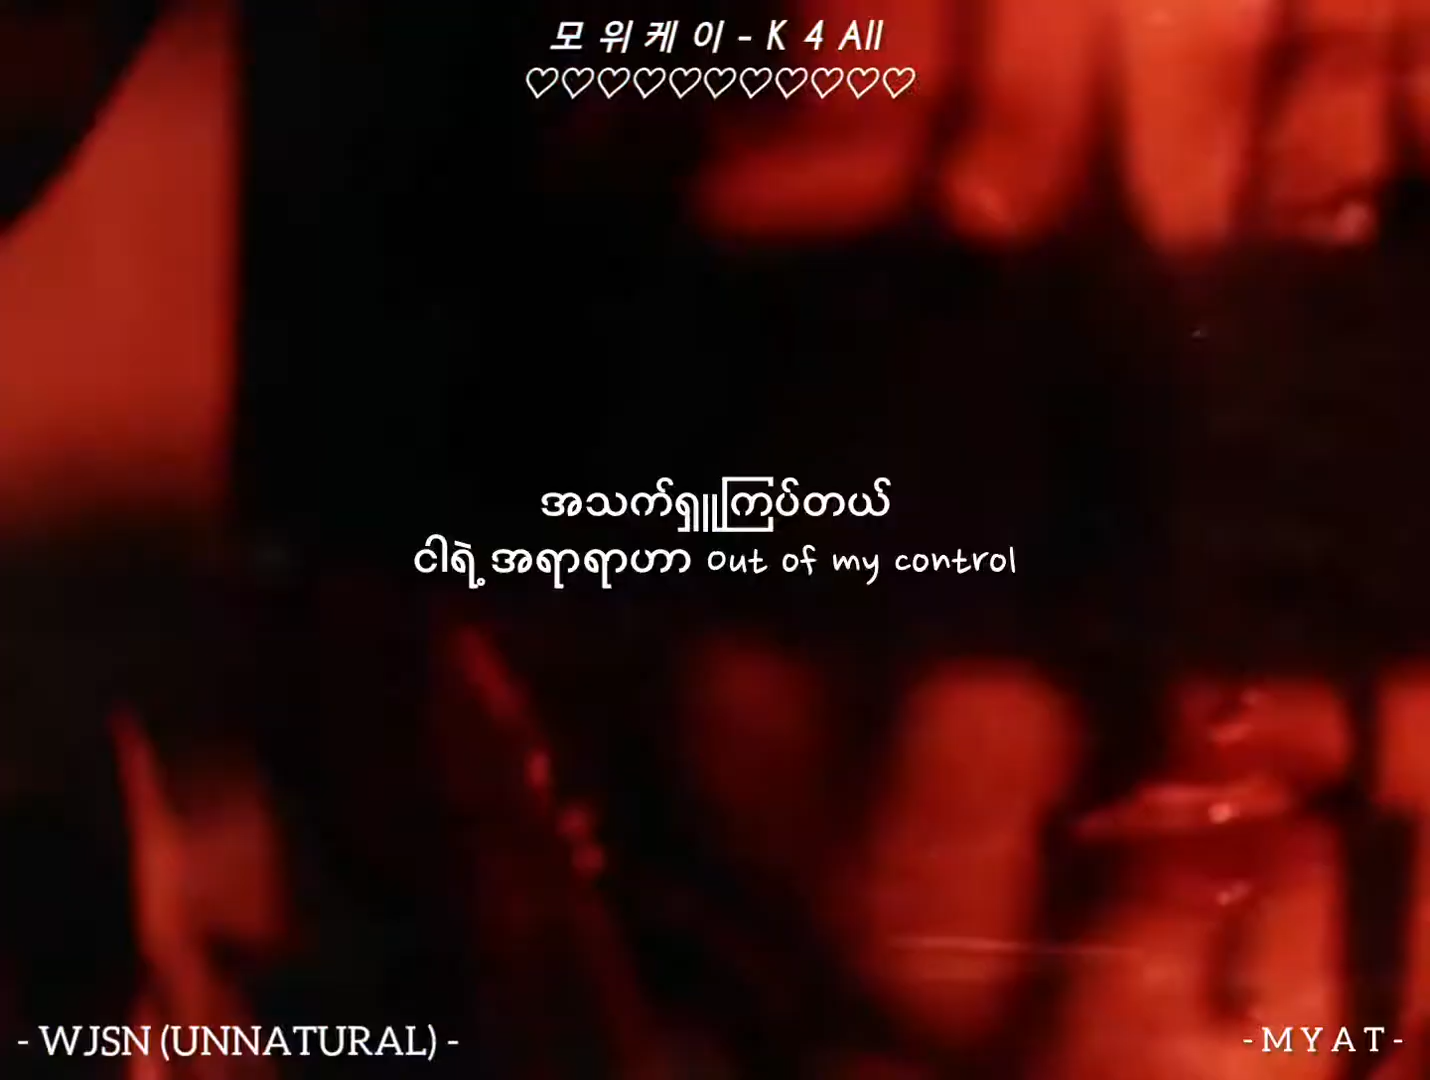 모 위 케 이 - K 4 All
♡♡♡♡♡♡♡♡♡♡♡
အသက်ရှူကြပ်တယ်
ငါရဲ့ အရာရာဟာ out of my control
- WJSN (UNNATURAL) -
- M Y A T -